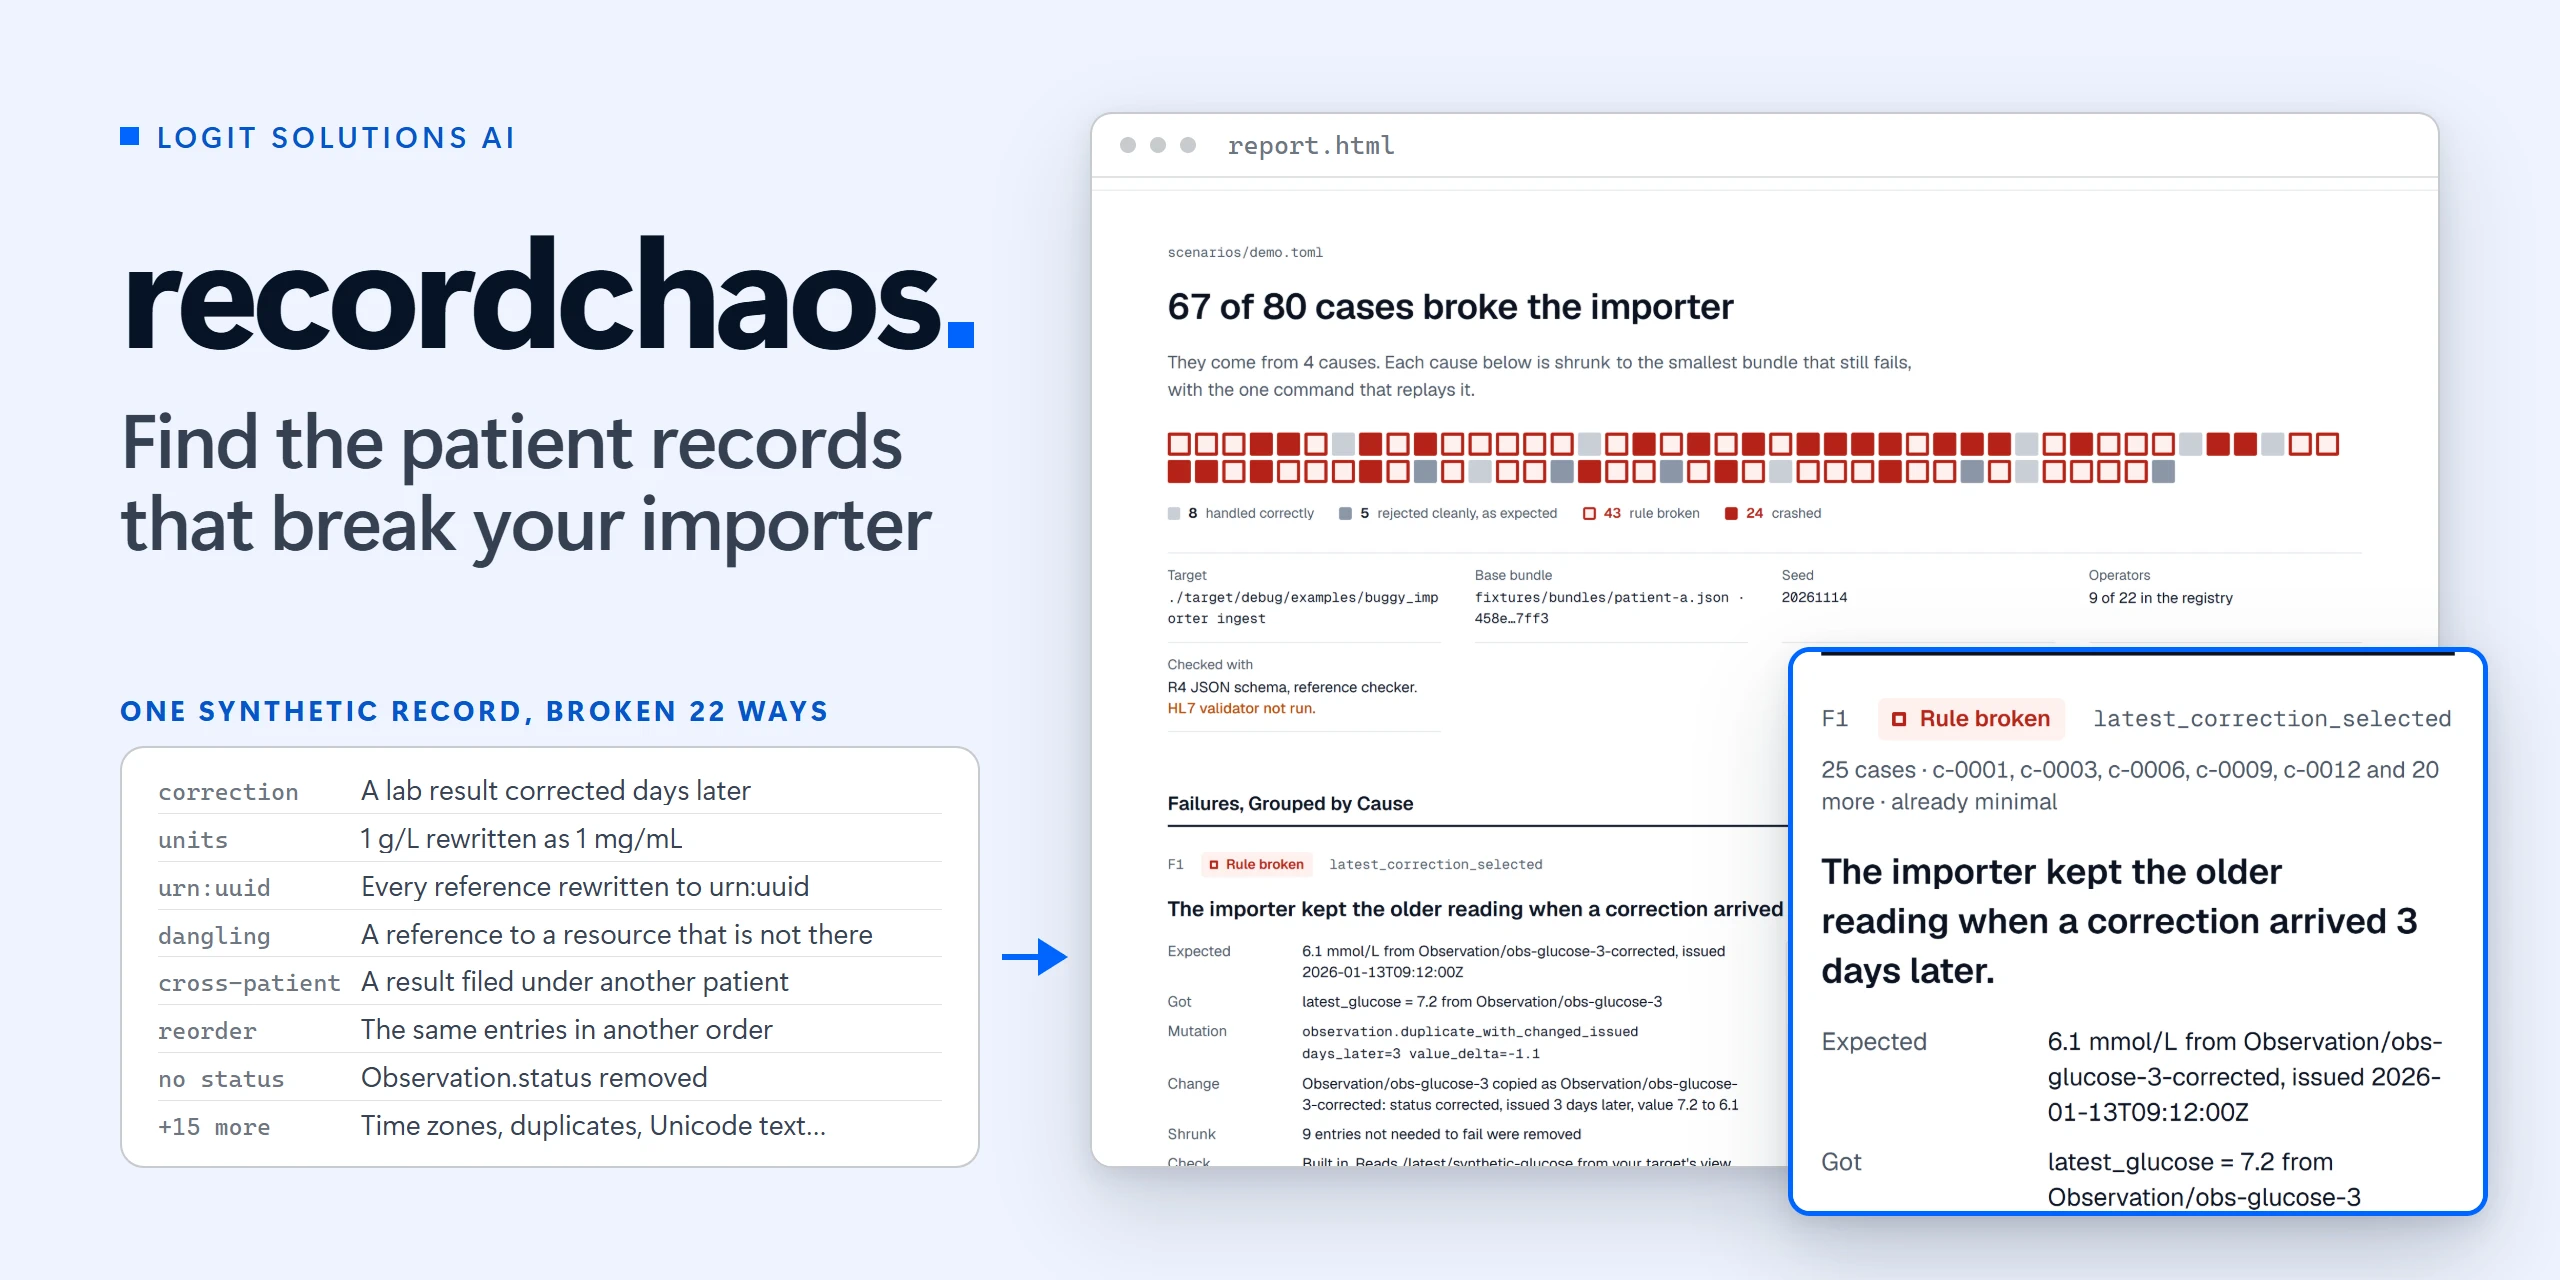 LOGIT SOLUTIONS AI
recordchaos.
Find the patient records
that break your importer
ONE SYNTHETIC RECORD, BROKEN 22 WAYS
correction A lab result corrected days later
units 1 g/L rewritten as 1 mg/mL
urn:uuid Every reference rewritten to urn:uuid
dangling A reference to a resource that is not there
cross-patient A result filed under another patient
reorder The same entries in another order
no status Observation.status removed
+15 more Time zones, duplicates, Unicode text...
report.html
scenarios/demo.toml
67 of 80 cases broke the importer
They come from 4 causes. Each cause below is shrunk to the smallest bundle that still fails,
with the one command that replays it.
8 handled correctly 5 rejected cleanly, as expected 43 rule broken 24 crashed
Target Base bundle Seed Operators
./target/debug/examples/buggy_imp fixtures/bundles/patient-a.json · 20261114 9 of 22 in the registry
orter ingest 458e…7ff3
Checked with
R4 JSON schema, reference checker.
HL7 validator not run.
Failures, Grouped by Cause
F1 Rule broken latest_correction_selected
The importer kept the older reading when a correction arrived
Expected 6.1 mmol/L from Observation/obs-glucose-3-corrected, issued
2026-01-13T09:12:00Z
Got latest_glucose = 7.2 from Observation/obs-glucose-3
Mutation observation.duplicate_with_changed_issued
days_later=3 value_delta=-1.1
Change Observation/obs-glucose-3 copied as Observation/obs-glucose-
3-corrected: status corrected, issued 3 days later, value 7.2 to 6.1
Shrunk 9 entries not needed to fail were removed
Check Built in. Reads /latest/synthetic-glucose from your target's view
F1 Rule broken latest_correction_selected
25 cases · c-0001, c-0003, c-0006, c-0009, c-0012 and 20
more · already minimal
The importer kept the older
reading when a correction arrived 3
days later.
Expected 6.1 mmol/L from Observation/obs-
glucose-3-corrected, issued 2026-
01-13T09:12:00Z
Got latest_glucose = 7.2 from
Observation/obs-glucose-3